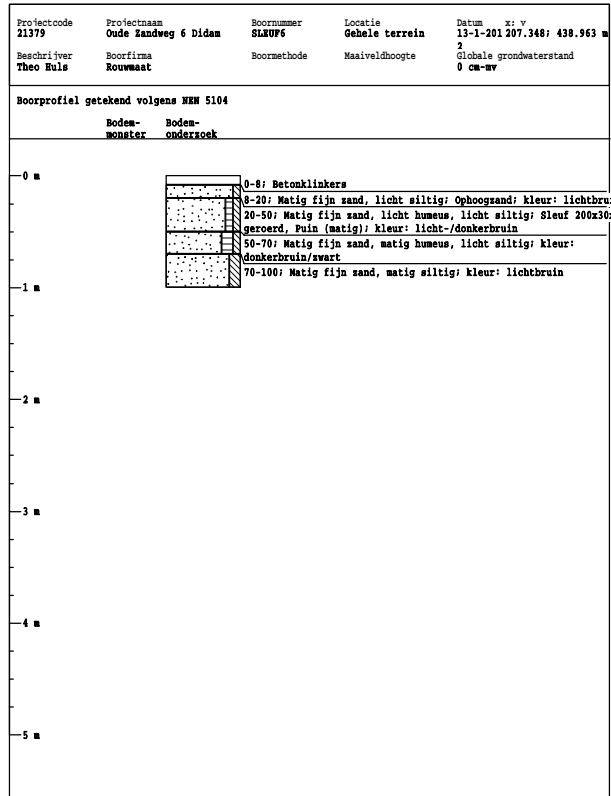 Projectcode Projectnaam Boornummer Locatie Datum x: y
21379 Oude Zandweg 6 Didam SLEUF6 Gehele terrein 13-1-201 207.348; 438.963 m
2
Beschrijver Boorfirma Boormethode Maaiveldhoogte Globale grondwaterstand
Theo Huls Rouwmaat 0 cm-mv
Boorprofiel getekend volgens NEN 5104
Bodem- Bodem-
monster onderzoek
0 m
0-8; Betonklinkers
8-20; Matig fijn zand, licht siltig; Ophoogzand; kleur: lichtbrui
20-50; Matig fijn zand, licht humeus, licht siltig; Sleuf 200x30x
geroerd, Puin (matig); kleur: licht-/donkerbruin
50-70; Matig fijn zand, matig humeus, licht siltig; kleur:
donkerbruin/zwart
70-100; Matig fijn zand, matig siltig; kleur: lichtbruin
1 m
2 m
3 m
4 m
5 m